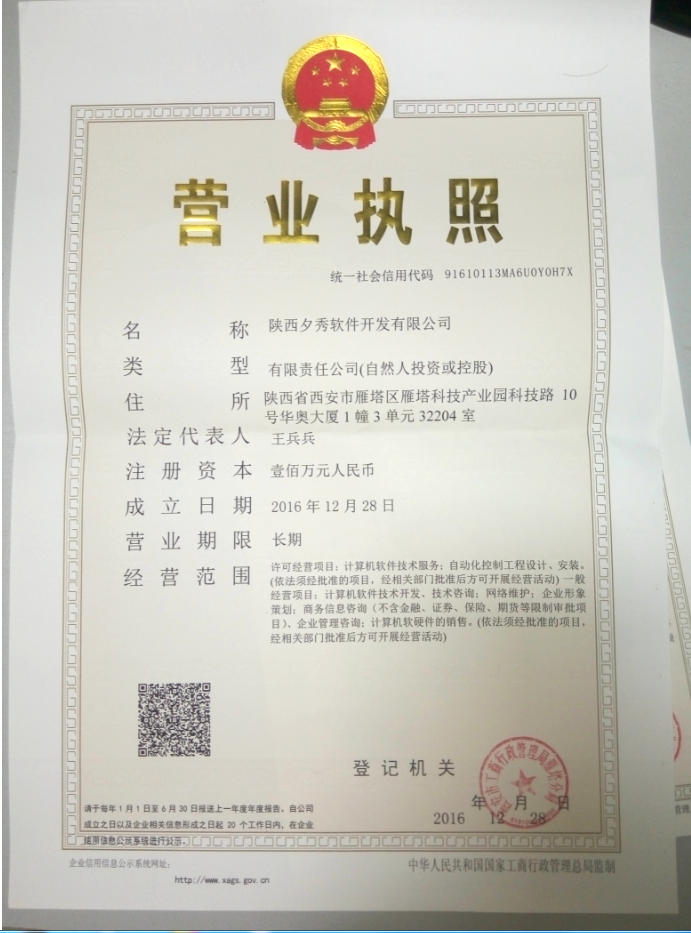 营业执照
统一社会信用代码 91610113MA6U0Y0H7X
名称 陕西夕秀软件开发有限公司
类型 有限责任公司(自然人投资或控股)
住所 陕西省西安市雁塔区雁塔科技产业园科技路 10
号华奥大厦 1 幢 3 单元 32204 室
法定代表人 王兵兵
注册资本 壹佰万元人民币
成立日期 2016 年 12 月 28 日
营业期限 长期
经营范围 许可经营项目：计算机软件技术服务；自动化控制工程设计、安装。
(依法须经批准的项目，经相关部门批准后方可开展经营活动) 一般
经营项目：计算机软件技术开发、技术咨询；网络维护；企业形象
策划；商务信息咨询（不含金融、证券、保险、期货等限制审批项
目）、企业管理咨询；计算机软硬件的销售。(依法须经批准的项目，
经相关部门批准后方可开展经营活动)
登记机关
西安市工商行政管理局雁塔分局
年 月 日
2016 12 28
请于每年 1 月 1 日至 6 月 30 日报送上一年度年度报告。自公司
成立之日以及企业相关信息形成之日起 20 个工作日内，在企业
信用信息公示系统进行公示。
企业信用信息公示系统网址：
http://www.xags.gov.cn
中华人民共和国国家工商行政管理总局监制